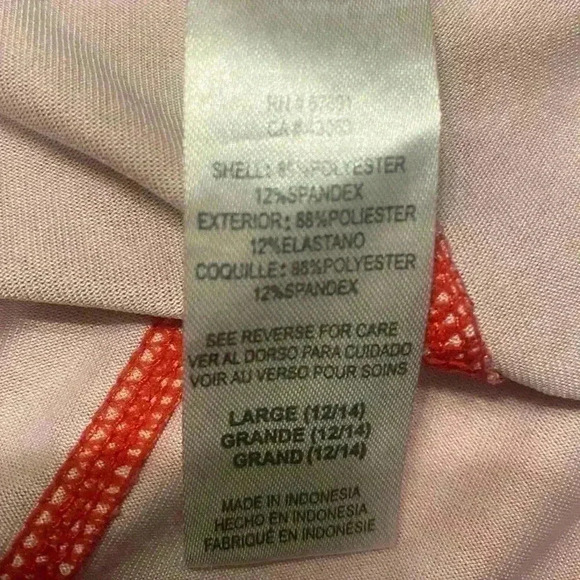 SHELL: 88%POLYESTER
12%SPANDEX
EXTERIOR: 88%POLIESTER
12%ELASTANO
COQUILLE: 88%POLYESTER
12%SPANDEX
SEE REVERSE FOR CARE
VER AL DORSO PARA CUIDADO
VOIR AU VERSO POUR SOINS
LARGE (12/14)
GRANDE (12/14)
GRAND (12/14)
MADE IN INDONESIA
HECHO EN INDONESIA
FABRIQUÉ EN INDONESIA